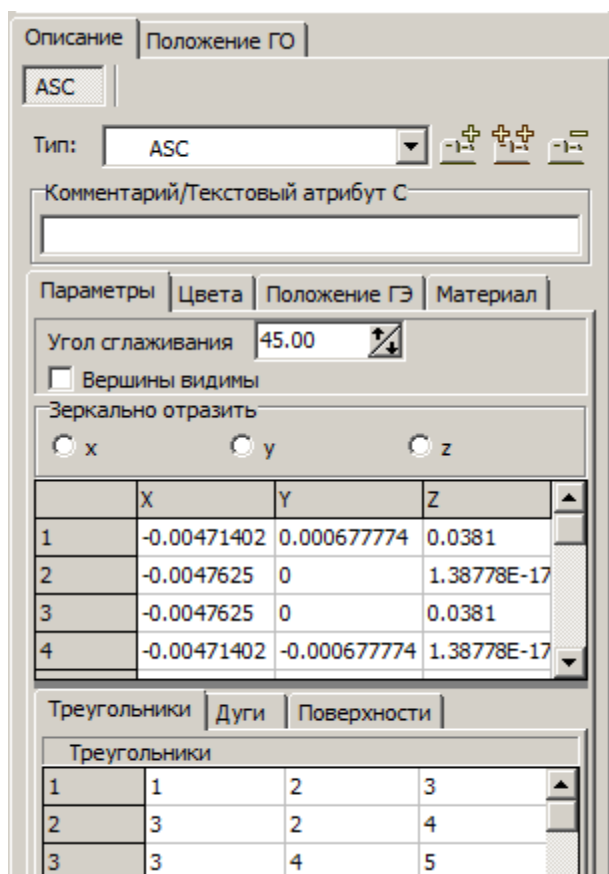 Описание Положение ГО
ASC
Тип: ASC
Комментарий/Текстовый атрибут С
Параметры Цвета Положение ГЭ Материал
Угол сглаживания 45.00
Вершины видимы
Зеркально отразить
x y z
X Y Z
1 -0.00471402 0.000677774 0.0381
2 -0.0047625 0 1.38778E-17
3 -0.0047625 0 0.0381
4 -0.00471402 -0.000677774 1.38778E-17
Треугольники Дуги Поверхности
Треугольники
1 1 2 3
2 3 2 4
3 3 4 5